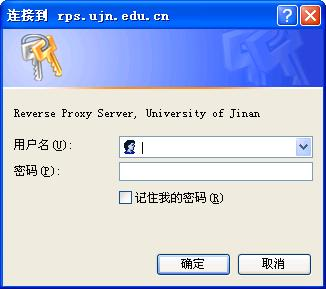 连接到 rps.ujn.edu.cn
Reverse Proxy Server, University of Jinan
用户名(U):
密码(P):
记住我的密码(R)
确定 取消